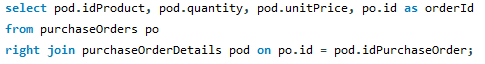 select pod.idProduct, pod.quantity, pod.unitPrice, po.id as orderId
from purchaseOrders po
right join purchaseOrderDetails pod on po.id = pod.idPurchaseOrder;